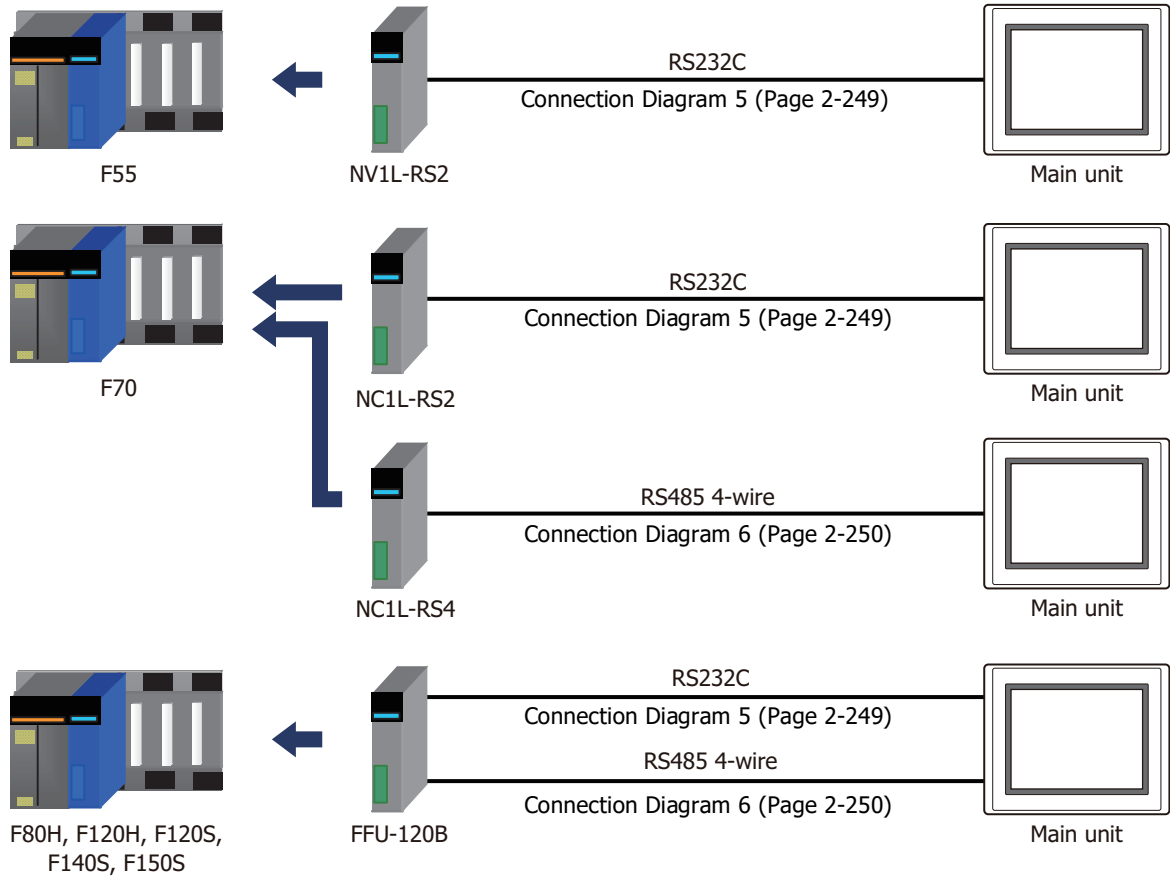 RS232C
Connection Diagram 5 (Page 2-249)
F55
NV1L-RS2
Main unit
RS232C
Connection Diagram 5 (Page 2-249)
F70
NC1L-RS2
Main unit
RS485 4-wire
Connection Diagram 6 (Page 2-250)
NC1L-RS4
Main unit
RS232C
Connection Diagram 5 (Page 2-249)
RS485 4-wire
Connection Diagram 6 (Page 2-250)
F80H, F120H, F120S,
F140S, F150S
FFU-120B
Main unit